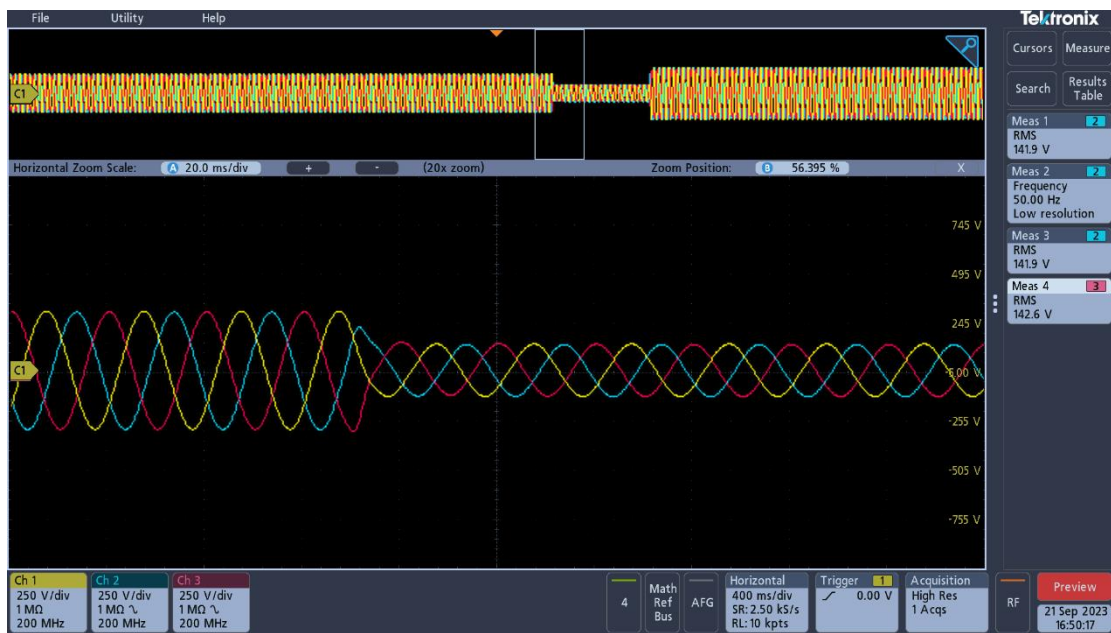 File Utility Help
Tektronix
Cursors Measure
Search Results Table
C1
Meas 1 2
RMS
141.9 V
Meas 2 2
Frequency
50.00 Hz
Low resolution
Meas 3 2
RMS
141.9 V
Meas 4 3
RMS
142.6 V
Horizontal Zoom Scale: A 20.0 ms/div + - (20x zoom) Zoom Position: B 56.395 % X
745 V
495 V
245 V
C1
-5.00 V
-255 V
-505 V
-755 V
Ch 1
250 V/div
1 MΩ
200 MHz
Ch 2
250 V/div
1 MΩ
200 MHz
Ch 3
250 V/div
1 MΩ
200 MHz
4
Math
Ref
Bus
AFG
Horizontal
400 ms/div
SR: 2.50 kS/s
RL: 10 kpts
Trigger 1
0.00 V
Acquisition
High Res
1 Acqs
RF
Preview
21 Sep 2023
16:50:17